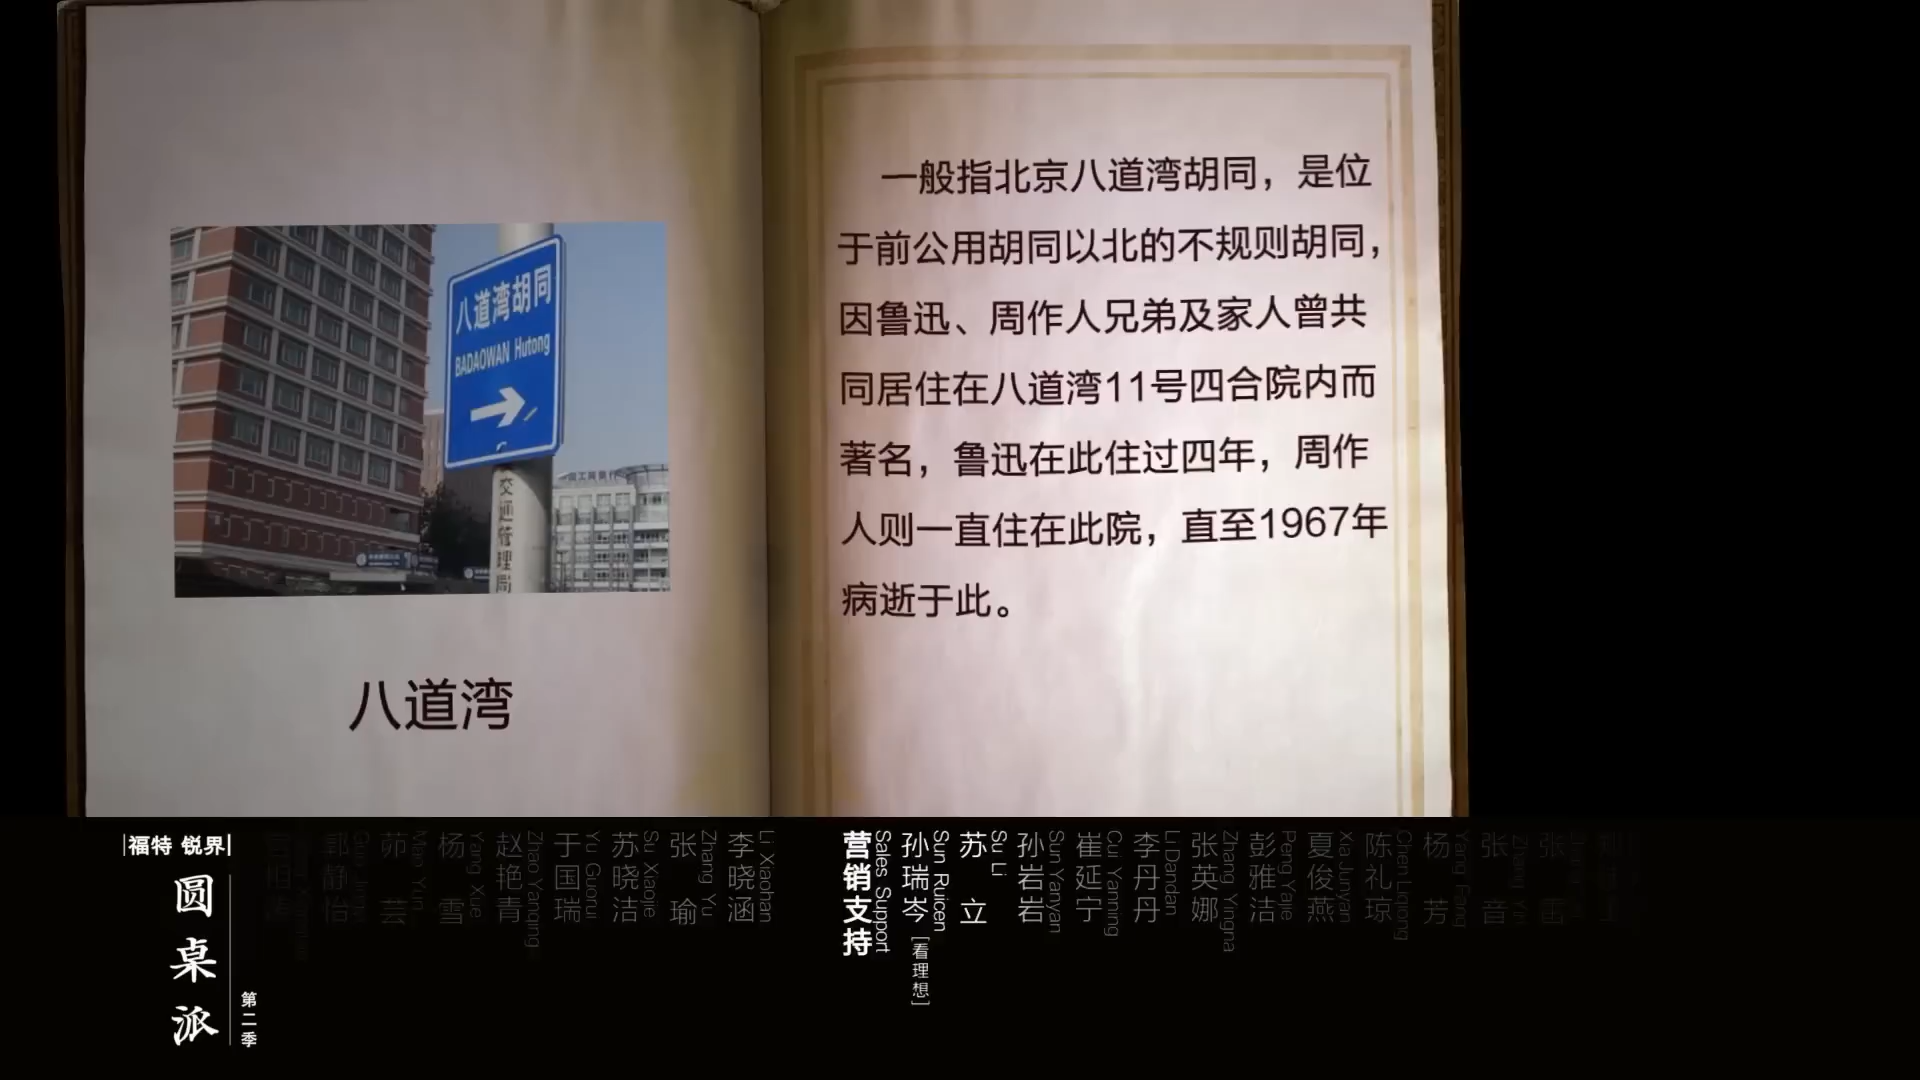 八道湾胡同
BADAOWAN Hutong
交通管理局
八道湾
一般指北京八道湾胡同，是位
于前公用胡同以北的不规则胡同，
因鲁迅、周作人兄弟及家人曾共
同居住在八道湾11号四合院内而
著名，鲁迅在此住过四年，周作
人则一直住在此院，直至1967年
病逝于此。
福特 锐界
圆桌派
第二季
郭静怡
茆芸
Mao Yun
杨雪
Yang Xue
赵艳青
Zhao Yanqing
于国瑞
Yu Guorui
苏晓洁
Su Xiaojie
张瑜
Zhang Yu
李晓涵
Li Xiaohan
营销支持
Sales Support
孙瑞岑[看理想]
Sun Ruicen
苏立
Su Li
孙岩岩
Sun Yanyan
崔延宁
Cui Yanning
李丹丹
Li Dandan
张英娜
Zhang Yingna
彭雅洁
Peng Yajie
夏俊燕
Xia Junyan
陈礼琼
Chen Liqiong
杨芳
Yang Fang
张音
Zhang Yin